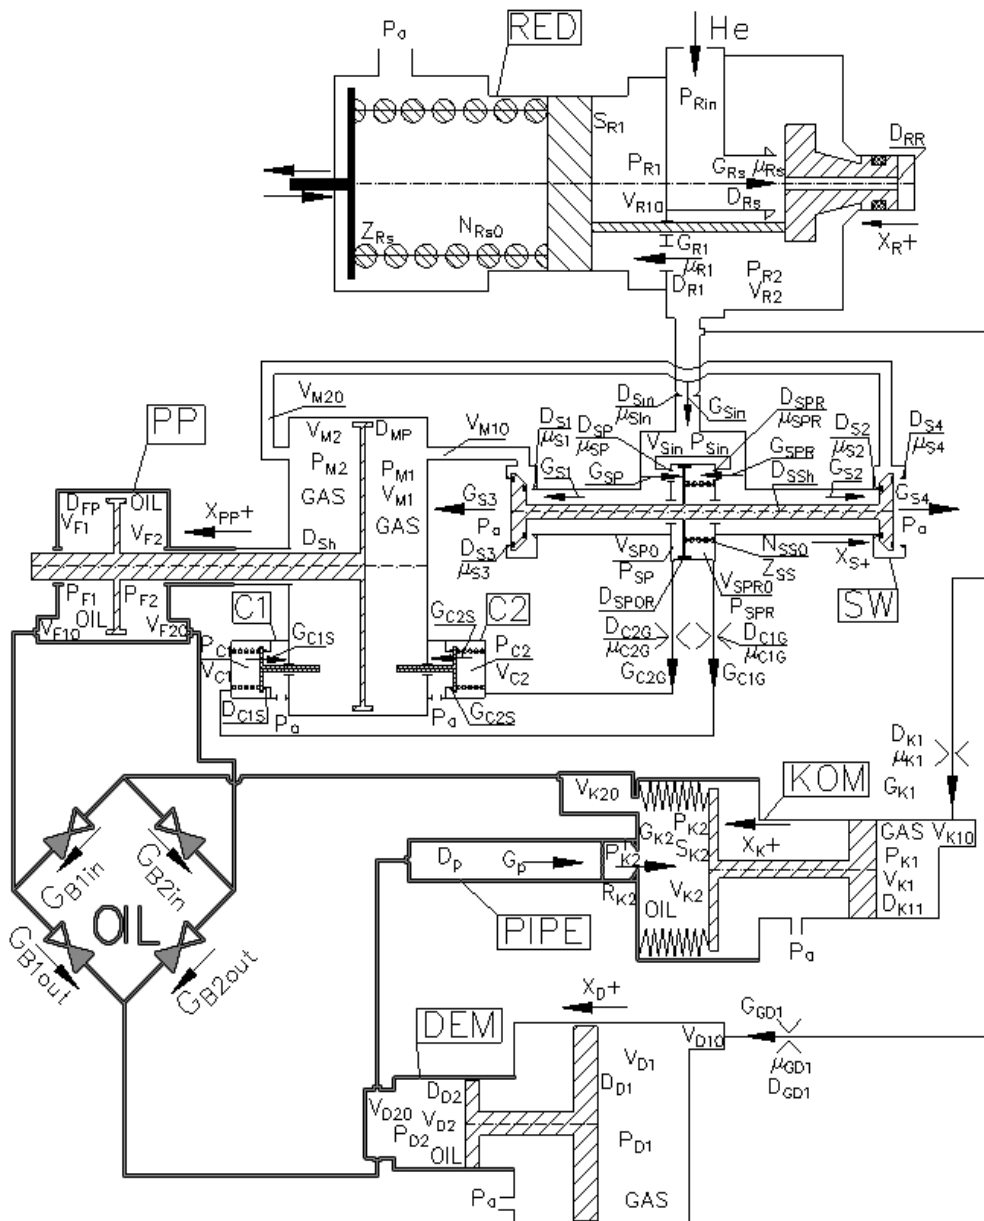 Pa
RED
He
PRin
SR1
DRR
PR1
GRs
μRs
VR10
DRs
ZRs
NRs0
GR1
μR1
XR+
DR1
PR2
VR2
VM20
DSin
μSin
GSin
DSPR
μSPR
PP
VM2
DMP
VM10
DS1
μS1
DSP
μSP
VSin
PSin
GSPR
DS2
μS2
DS4
μS4
PM2
PM1
VM1
GS1
GSP
DSSh
GS2
GAS
GAS
GS3
GS4
DFP
OIL
VF1
VF2
XPP+
DSh
Pa
Pa
DS3
μS3
VSP0
PSP
NSS0
ZSS
XS+
PF1
PF2
OIL
VF10
VF20
C1
GC2S
C2
DSPOR
VSPR0
PSPR
SW
PC1
VC1
GC1S
PC2
VC2
DC2G
μC2G
DC1G
μC1G
DC1S
Pa
Pa
GC2S
GC2G
GC1G
DK1
μK1
KOM
GK1
VK20
PK2
GK2
SK2
XK+
GAS
VK10
PK1
VK1
DK11
GB1in
GB2in
Dp
Gp
PK2
VK2
RK2
OIL
OIL
PIPE
Pa
GB1out
GB2out
XD+
GGD1
DEM
VD10
μGD1
DGD1
VD1
DD1
DD2
VD20
VD2
PD2
PD1
OIL
Pa
GAS